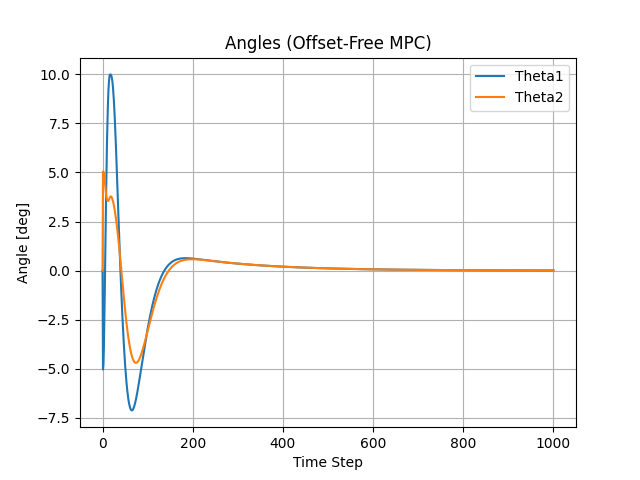 Angles (Offset-Free MPC)
Theta1
Theta2
Angle [deg]
10.0
7.5
5.0
2.5
0.0
−2.5
−5.0
−7.5
0 200 400 600 800 1000
Time Step